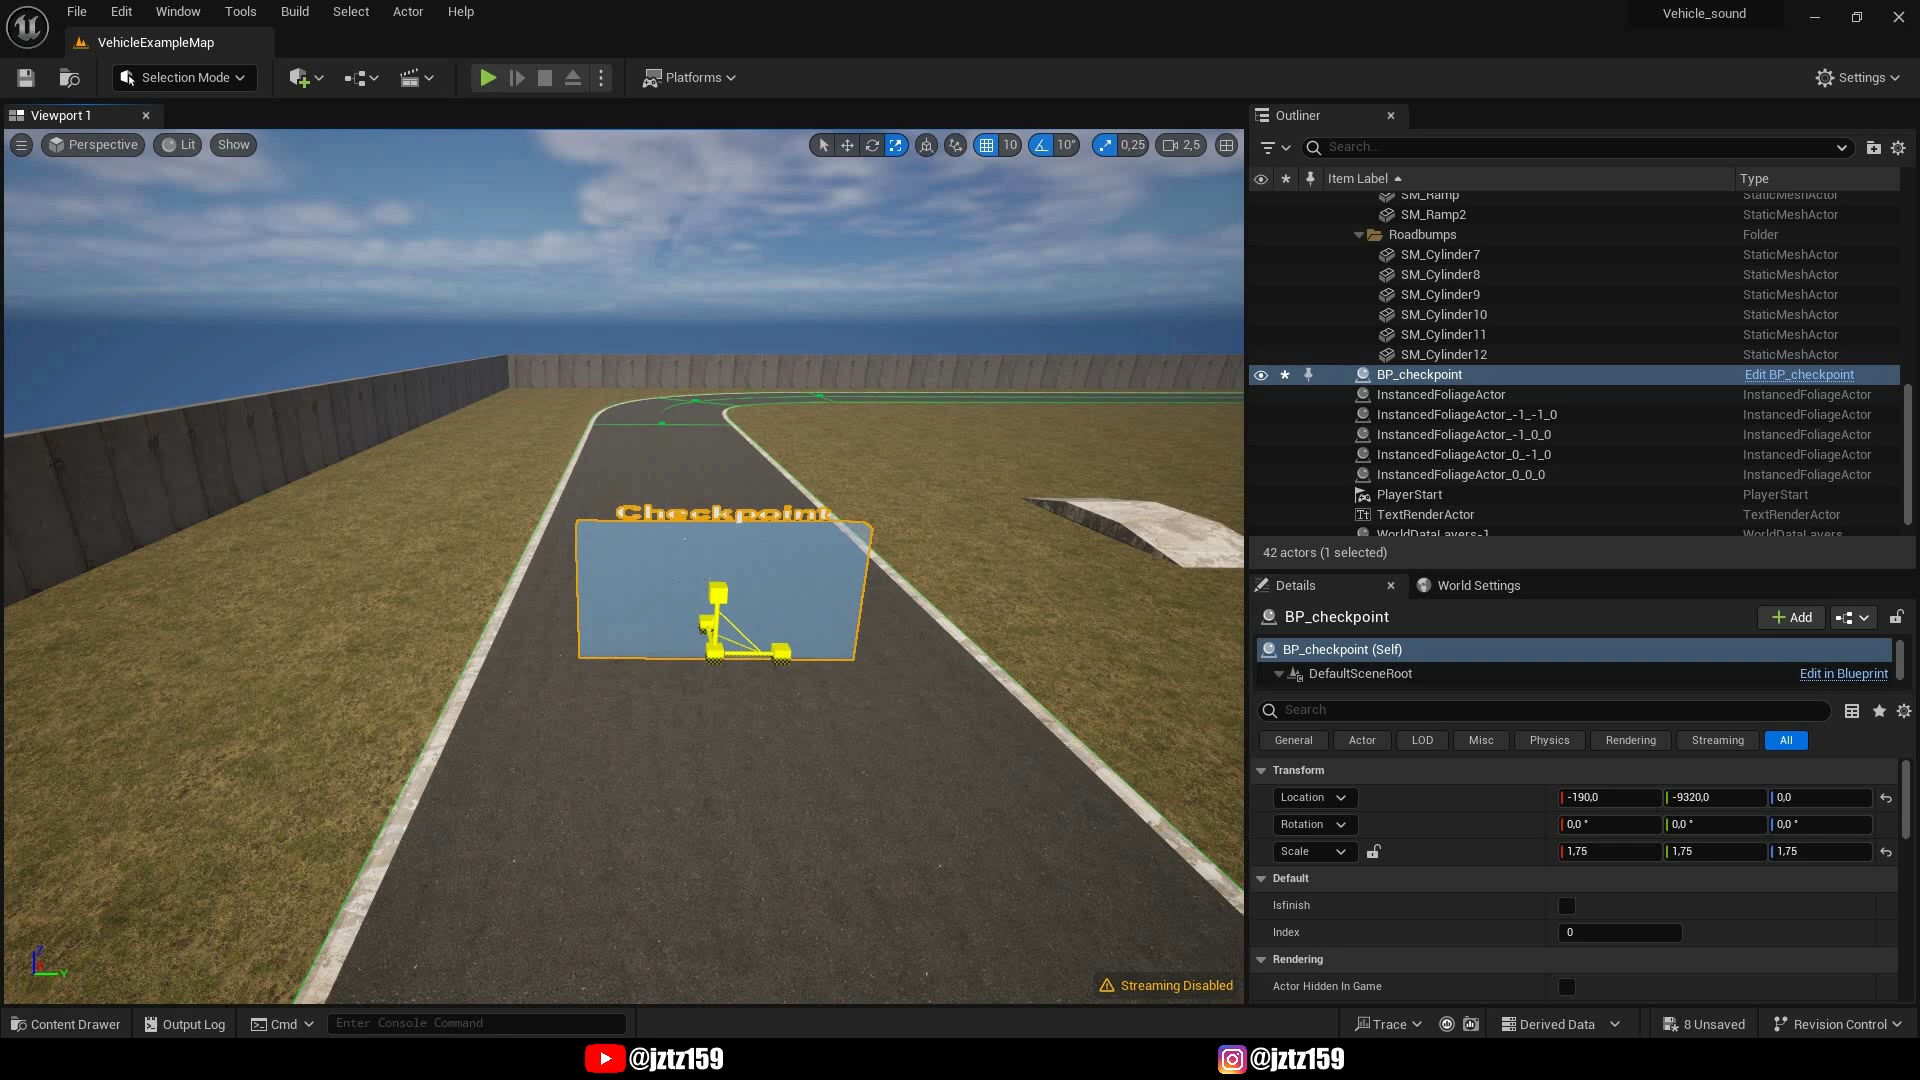 File Edit Window Tools Build Select Actor Help
Vehicle_sound
VehicleExampleMap
Selection Mode
Platforms
Settings
Viewport 1
Perspective Lit Show
10 10° 0,25 2,5
Checkpoint
Streaming Disabled
Z
Y
Outliner
Search...
Item Label Type
SM_Ramp StaticMeshActor
SM_Ramp2 StaticMeshActor
Roadbumps Folder
SM_Cylinder7 StaticMeshActor
SM_Cylinder8 StaticMeshActor
SM_Cylinder9 StaticMeshActor
SM_Cylinder10 StaticMeshActor
SM_Cylinder11 StaticMeshActor
SM_Cylinder12 StaticMeshActor
BP_checkpoint Edit BP_checkpoint
InstancedFoliageActor InstancedFoliageActor
InstancedFoliageActor_-1_-1_0 InstancedFoliageActor
InstancedFoliageActor_-1_0_0 InstancedFoliageActor
InstancedFoliageActor_0_-1_0 InstancedFoliageActor
InstancedFoliageActor_0_0_0 InstancedFoliageActor
PlayerStart PlayerStart
TextRenderActor TextRenderActor
WorldDataLayers-1 WorldDataLayers
42 actors (1 selected)
Details World Settings
BP_checkpoint
Add
BP_checkpoint (Self)
DefaultSceneRoot Edit in Blueprint
Search
General Actor LOD Misc Physics Rendering Streaming All
Transform
Location -190,0 -9320,0 0,0
Rotation 0,0 ° 0,0 ° 0,0 °
Scale 1,75 1,75 1,75
Default
Isfinish
Index 0
Rendering
Actor Hidden In Game
Content Drawer Output Log Cmd Enter Console Command
Trace Derived Data 8 Unsaved Revision Control
@jztz159 @jztz159